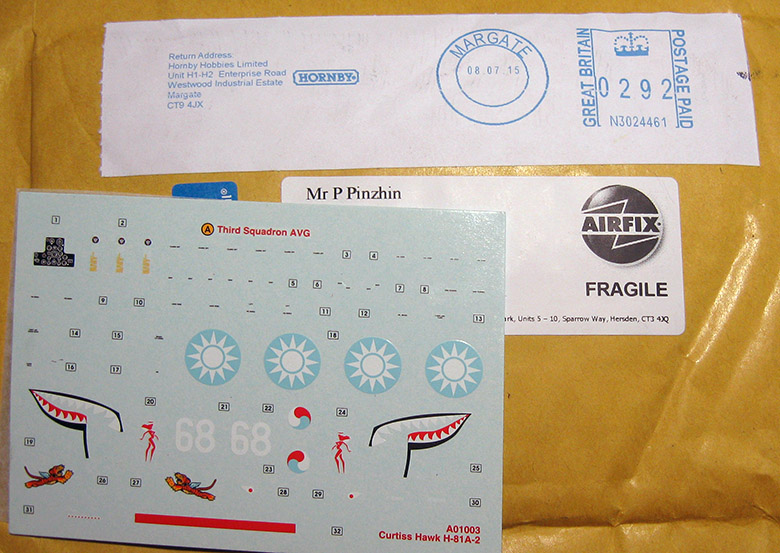 Return Address:
Hornby Hobbies Limited
Unit H1-H2 Enterprise Road
Westwood Industrial Estate
Margate
CT9 4JX
HORNBY
MARGATE
08.07.15
GREAT BRITAIN
0292
POSTAGE PAID
N3024461
Mr P Pinzhin
AIRFIX
FRAGILE
ark, Units 5 – 10, Sparrow Way, Hersden, CT3 4JQ
A Third Squadron AVG
1 2
3 4
5 6 7 8
9 10 11 12 13
14 15 18
16 17
20 21 22 24
68 68
19 23 25
26 27 28 29 30
31 32
A01003
Curtiss Hawk H-81A-2